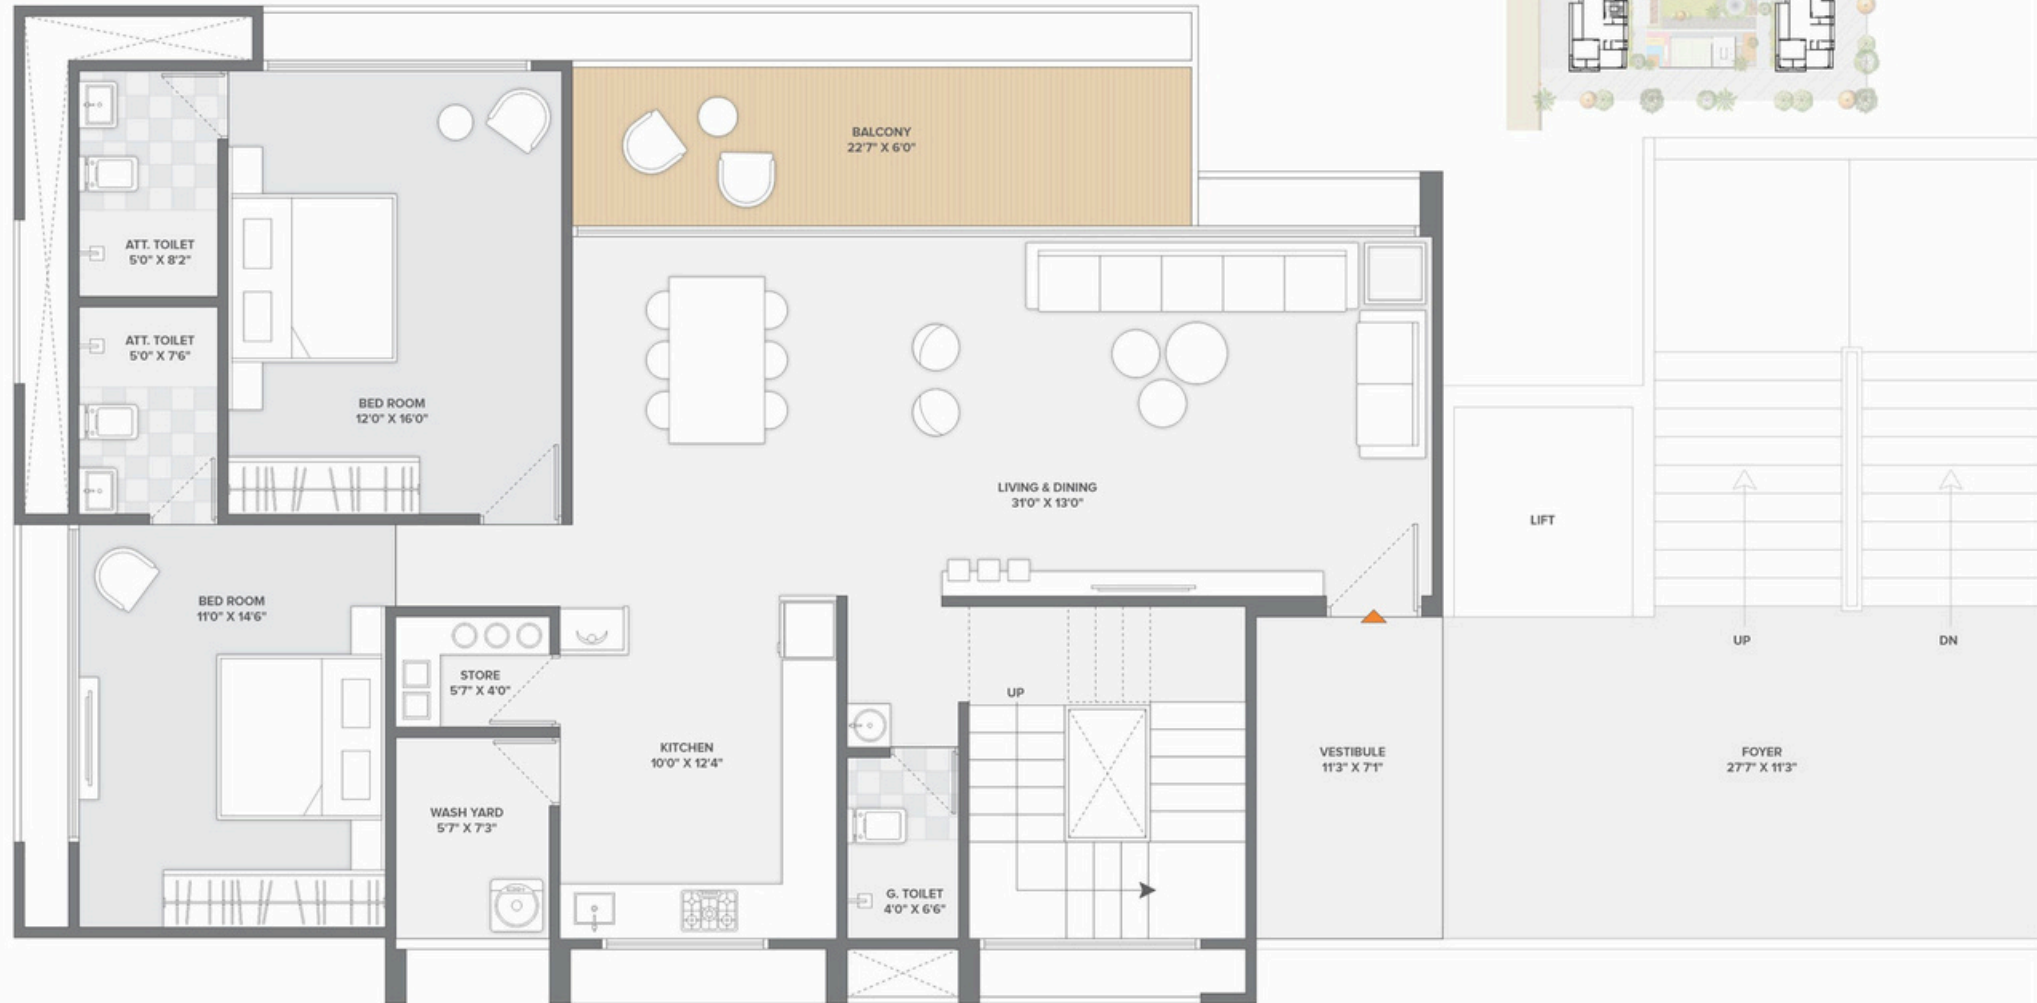 BALCONY
22'7" X 6'0"
ATT. TOILET
5'0" X 8'2"
ATT. TOILET
5'0" X 7'6"
BED ROOM
12'0" X 16'0"
LIVING & DINING
31'0" X 13'0"
LIFT
BED ROOM
11'0" X 14'6"
STORE
5'7" X 4'0"
UP
UP
DN
KITCHEN
10'0" X 12'4"
VESTIBULE
11'3" X 7'1"
FOYER
27'7" X 11'3"
WASH YARD
5'7" X 7'3"
G. TOILET
4'0" X 6'6"